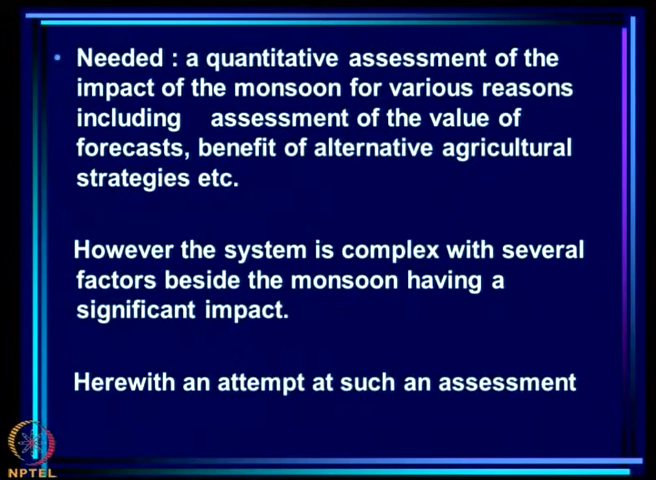 • Needed : a quantitative assessment of the
impact of the monsoon for various reasons
including assessment of the value of
forecasts, benefit of alternative agricultural
strategies etc.
However the system is complex with several
factors beside the monsoon having a
significant impact.
Herewith an attempt at such an assessment
NPTEL